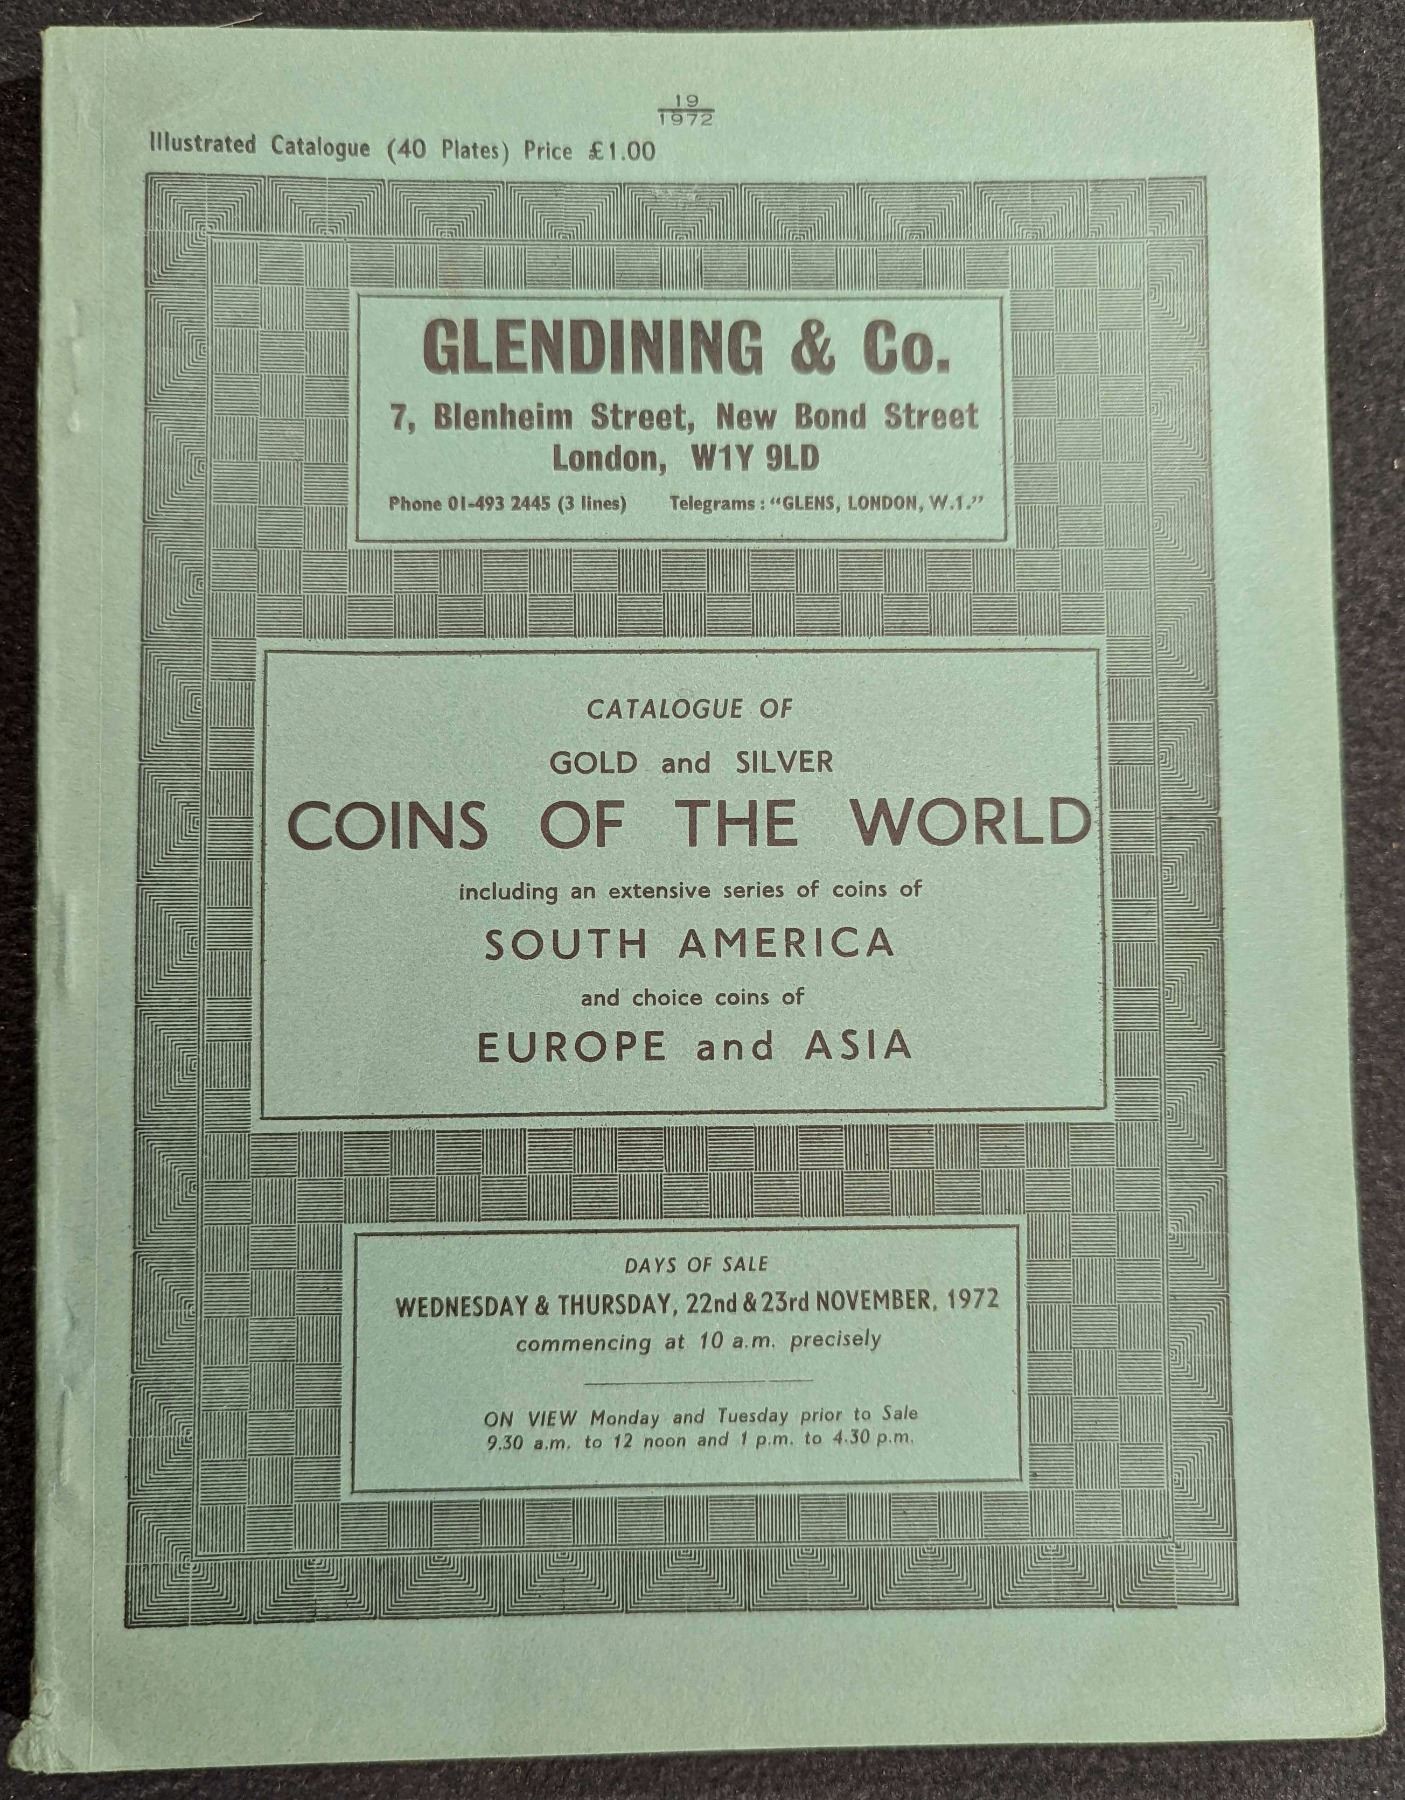 19
1972
Illustrated Catalogue (40 Plates) Price £1.00
GLENDINING & Co.
7, Blenheim Street, New Bond Street
London, W1Y 9LD
Phone 01-493 2445 (3 lines) Telegrams: “GLENS, LONDON, W.1.”
CATALOGUE OF
GOLD and SILVER
COINS OF THE WORLD
including an extensive series of coins of
SOUTH AMERICA
and choice coins of
EUROPE and ASIA
DAYS OF SALE
WEDNESDAY & THURSDAY, 22nd & 23rd NOVEMBER, 1972
commencing at 10 a.m. precisely
ON VIEW Monday and Tuesday prior to Sale
9.30 a.m. to 12 noon and 1 p.m. to 4.30 p.m.